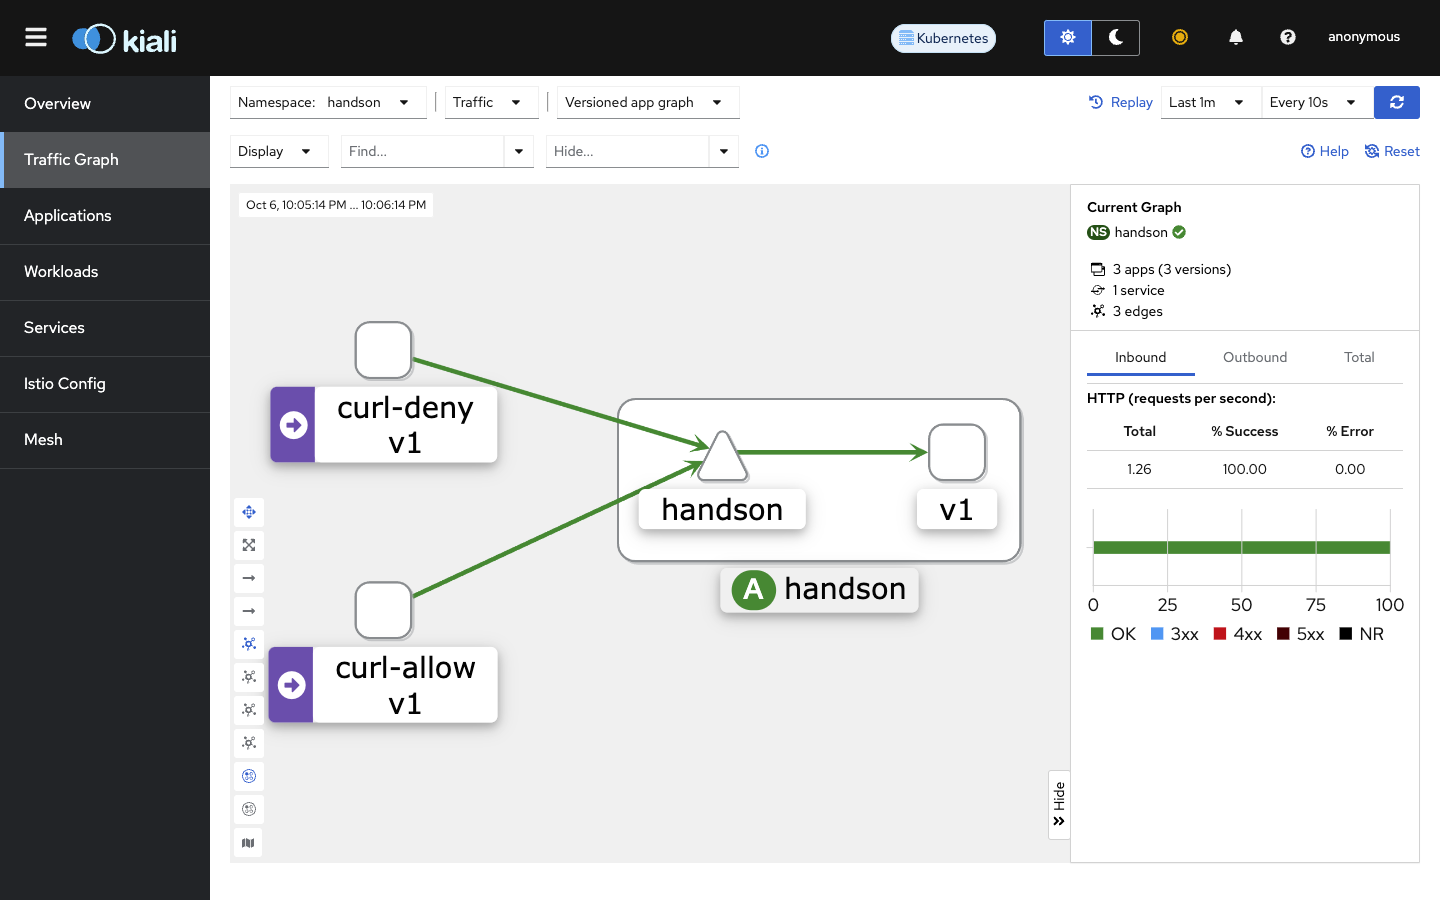 kiali
Kubernetes
anonymous
Overview
Traffic Graph
Applications
Workloads
Services
Istio Config
Mesh
Namespace: handson
Traffic
Versioned app graph
Replay
Last 1m
Every 10s
Display
Find...
Hide...
Help
Reset
Oct 6, 10:05:14 PM ... 10:06:14 PM
curl-deny
v1
handson
v1
A handson
curl-allow
v1
Hide
Current Graph
NS handson
3 apps (3 versions)
1 service
3 edges
Inbound Outbound Total
HTTP (requests per second):
Total % Success % Error
1.26 100.00 0.00
0 25 50 75 100
OK 3xx 4xx 5xx NR